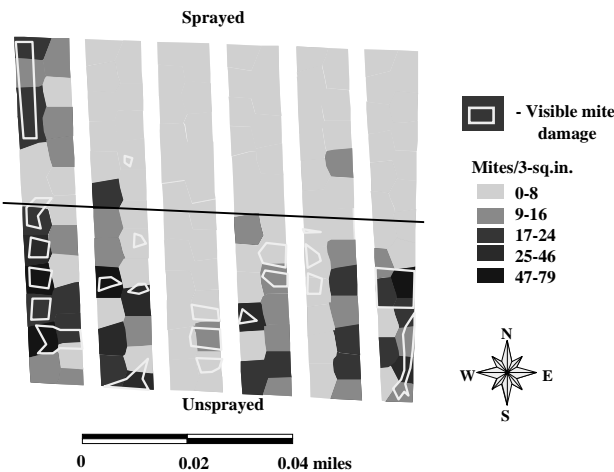 Sprayed
- Visible mite
damage
Mites/3-sq.in.
0-8
9-16
17-24
25-46
47-79
N
W E
S
Unsprayed
0 0.02 0.04 miles